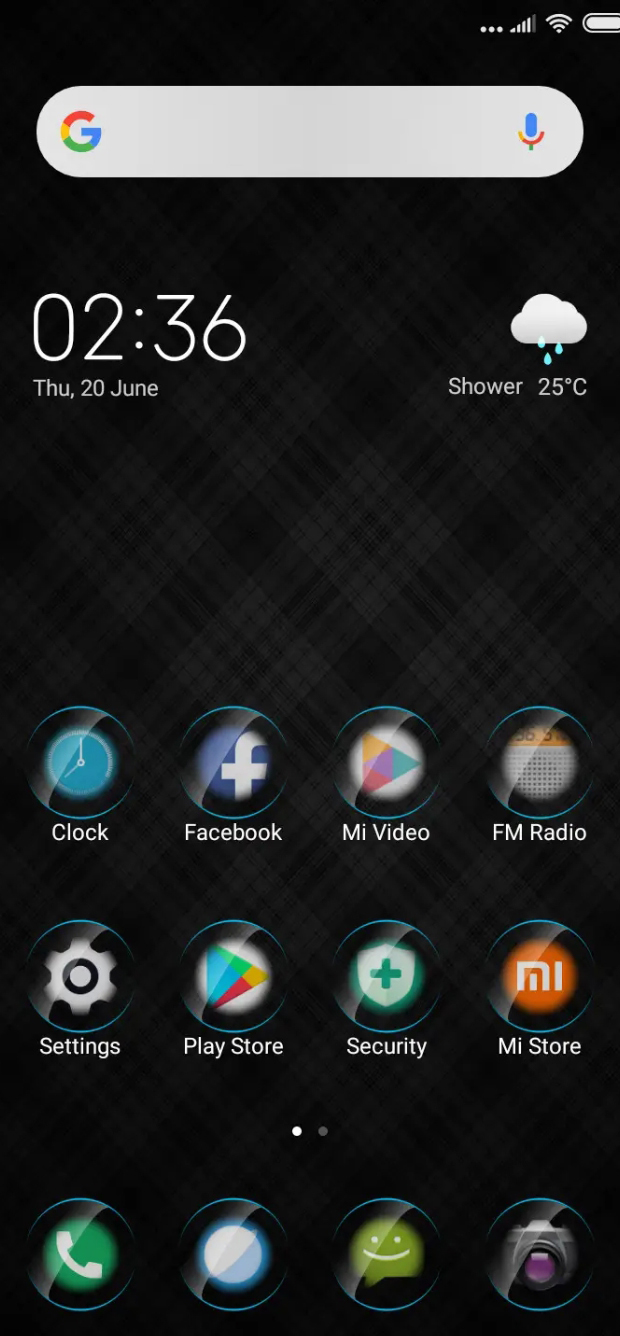 02:36
Thu, 20 June
Shower 25°C
Clock
Facebook
Mi Video
FM Radio
Settings
Play Store
Security
Mi Store